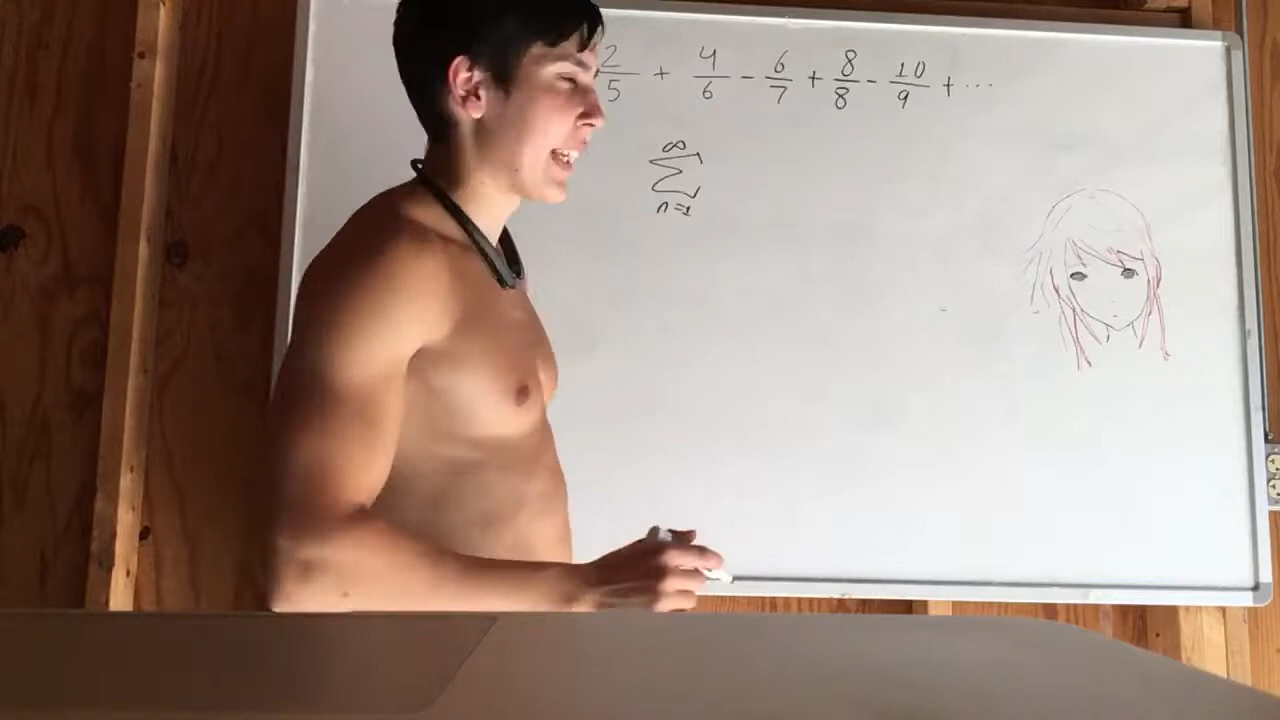 2/5 + 4/6 - 6/7 + 8/8 - 10/9 + ...
∞
Σ
n=1